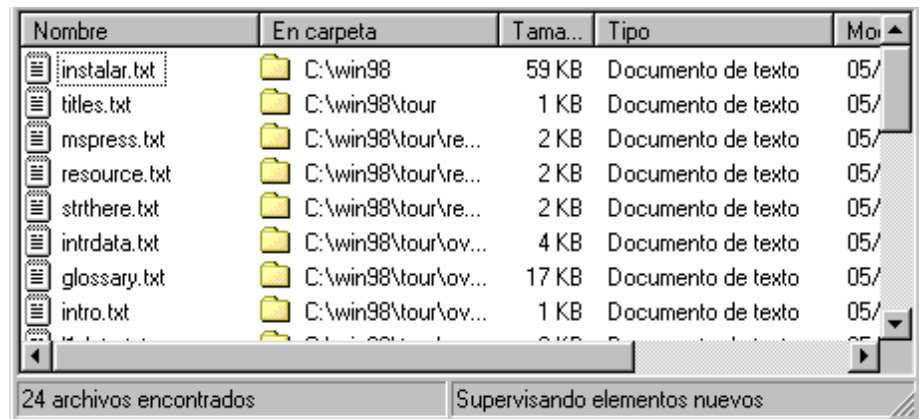 Nombre En carpeta Tama... Tipo Mo
instalar.txt C:\win98 59 KB Documento de texto 05/
titles.txt C:\win98\tour 1 KB Documento de texto 05/
mspress.txt C:\win98\tour\re... 2 KB Documento de texto 05/
resource.txt C:\win98\tour\re... 2 KB Documento de texto 05/
strthere.txt C:\win98\tour\re... 2 KB Documento de texto 05/
intrdata.txt C:\win98\tour\ov... 4 KB Documento de texto 05/
glossary.txt C:\win98\tour\ov... 17 KB Documento de texto 05/
intro.txt C:\win98\tour\ov... 1 KB Documento de texto 05/
24 archivos encontrados Supervisando elementos nuevos